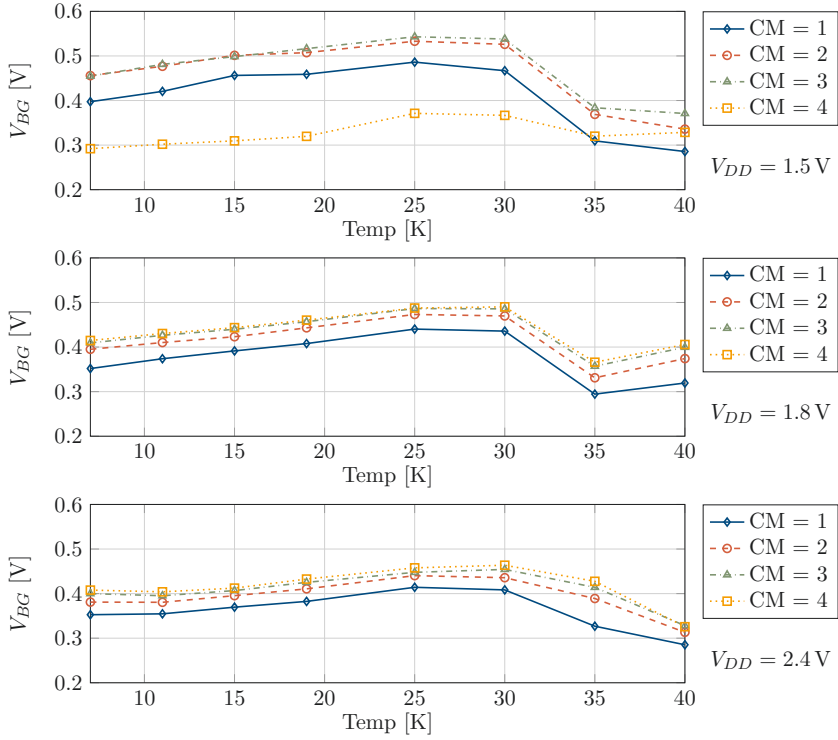 0.6
0.5
0.4
0.3
0.2
V_BG [V]
10 15 20 25 30 35 40
Temp [K]
CM = 1
CM = 2
CM = 3
CM = 4
V_DD = 1.5 V
0.6
0.5
0.4
0.3
0.2
V_BG [V]
10 15 20 25 30 35 40
Temp [K]
CM = 1
CM = 2
CM = 3
CM = 4
V_DD = 1.8 V
0.6
0.5
0.4
0.3
0.2
V_BG [V]
10 15 20 25 30 35 40
Temp [K]
CM = 1
CM = 2
CM = 3
CM = 4
V_DD = 2.4 V